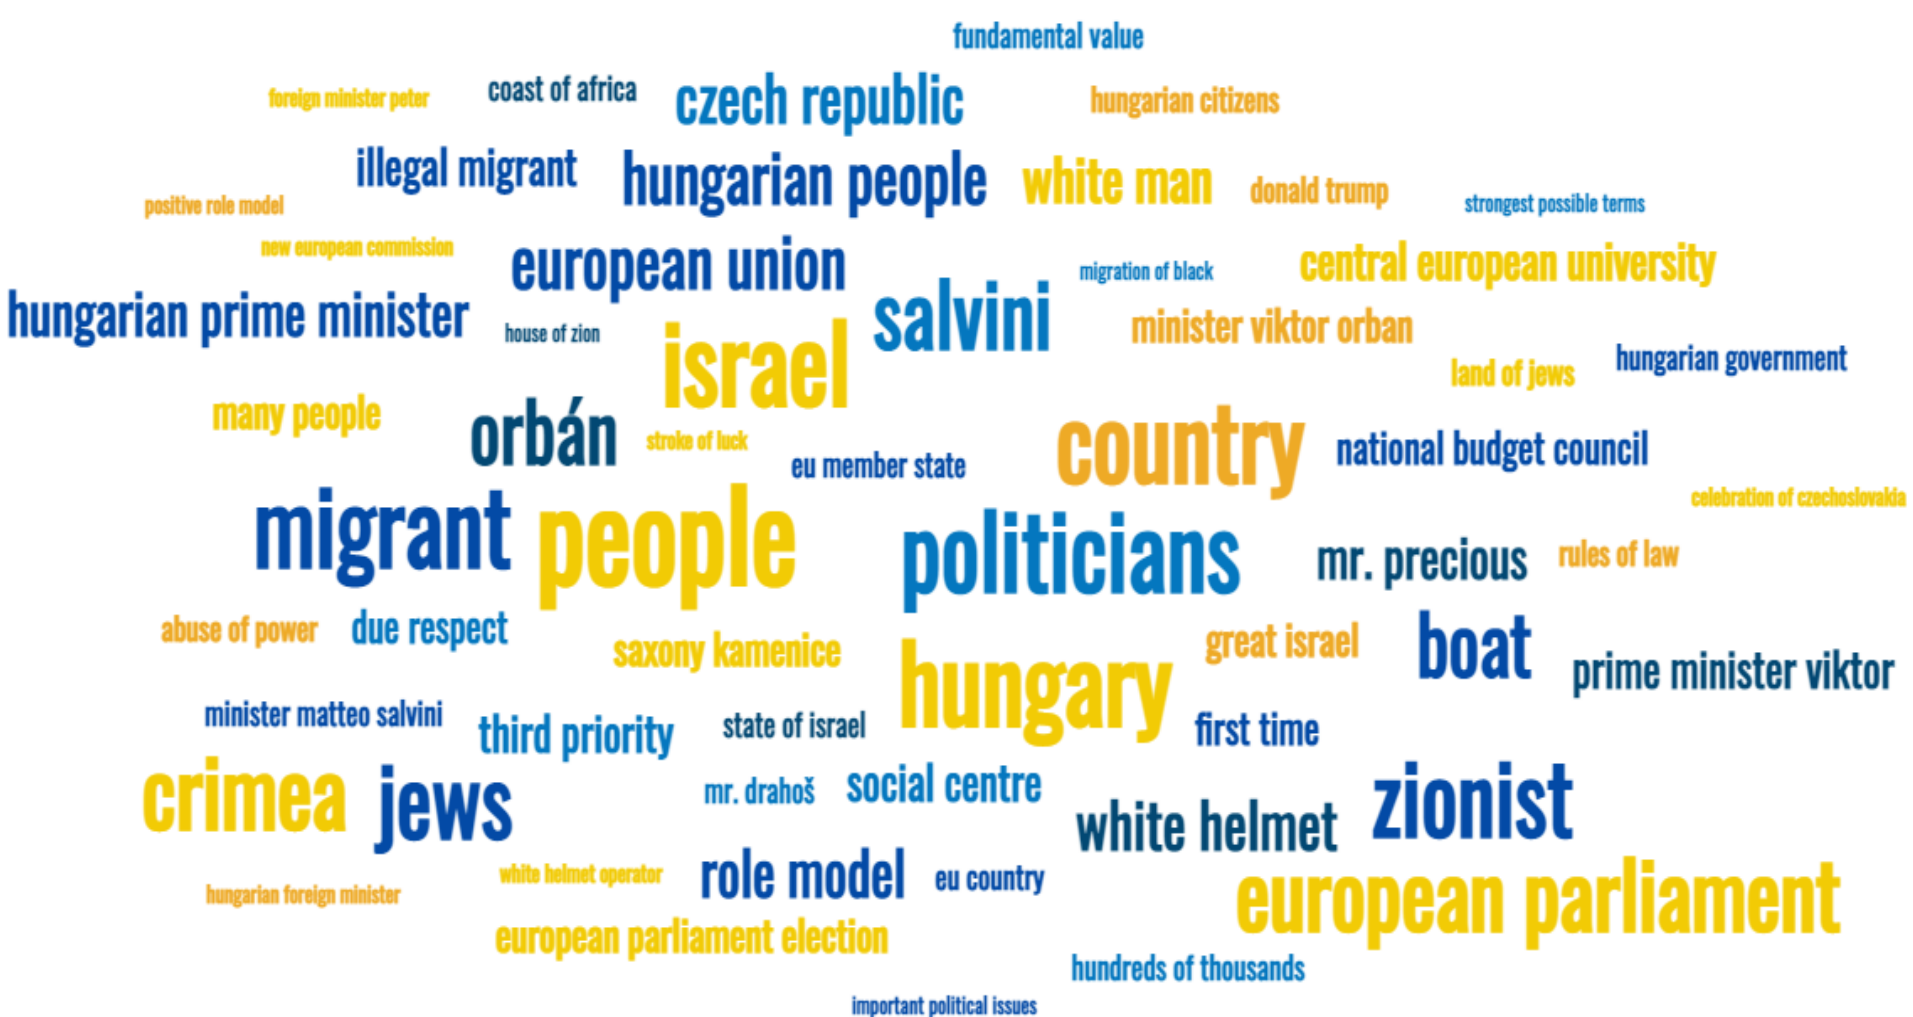 fundamental value
foreign minister peter
coast of africa
czech republic
hungarian citizens
illegal migrant
hungarian people
white man
donald trump
positive role model
strongest possible terms
new european commission
european union
migration of black
central european university
hungarian prime minister
house of zion
israel
salvini
minister viktor orban
hungarian government
land of jews
many people
orbán
stroke of luck
eu member state
country
national budget council
celebration of czechoslovakia
migrant
people
politicians
mr. precious
rules of law
abuse of power
due respect
saxony kamenice
hungary
great israel
boat
prime minister viktor
minister matteo salvini
third priority
state of israel
first time
crimea
jews
mr. drahoš
social centre
white helmet
zionist
hungarian foreign minister
white helmet operator
role model
eu country
european parliament
european parliament election
hundreds of thousands
important political issues